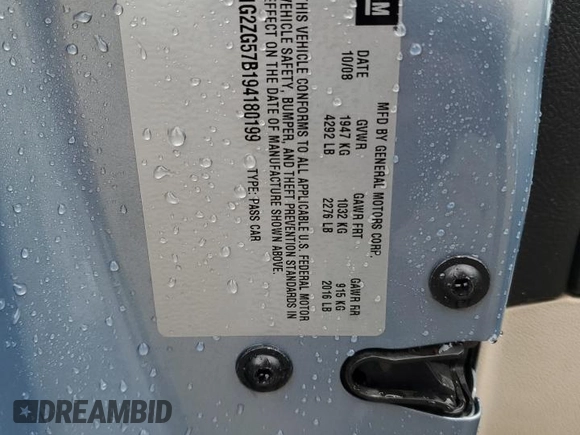 GM
MFD BY GENERAL MOTORS CORP.
DATE GVWR GAWR FRT GAWR RR
10/08 1947 KG 1032 KG 915 KG
4292 LB 2276 LB 2016 LB
THIS VEHICLE CONFORMS TO ALL APPLICABLE U.S. FEDERAL MOTOR
VEHICLE SAFETY, BUMPER, AND THEFT PREVENTION STANDARDS IN
EFFECT ON THE DATE OF MANUFACTURE SHOWN ABOVE.
1G2ZG57B194180199 TYPE: PASS CAR
DREAMBID